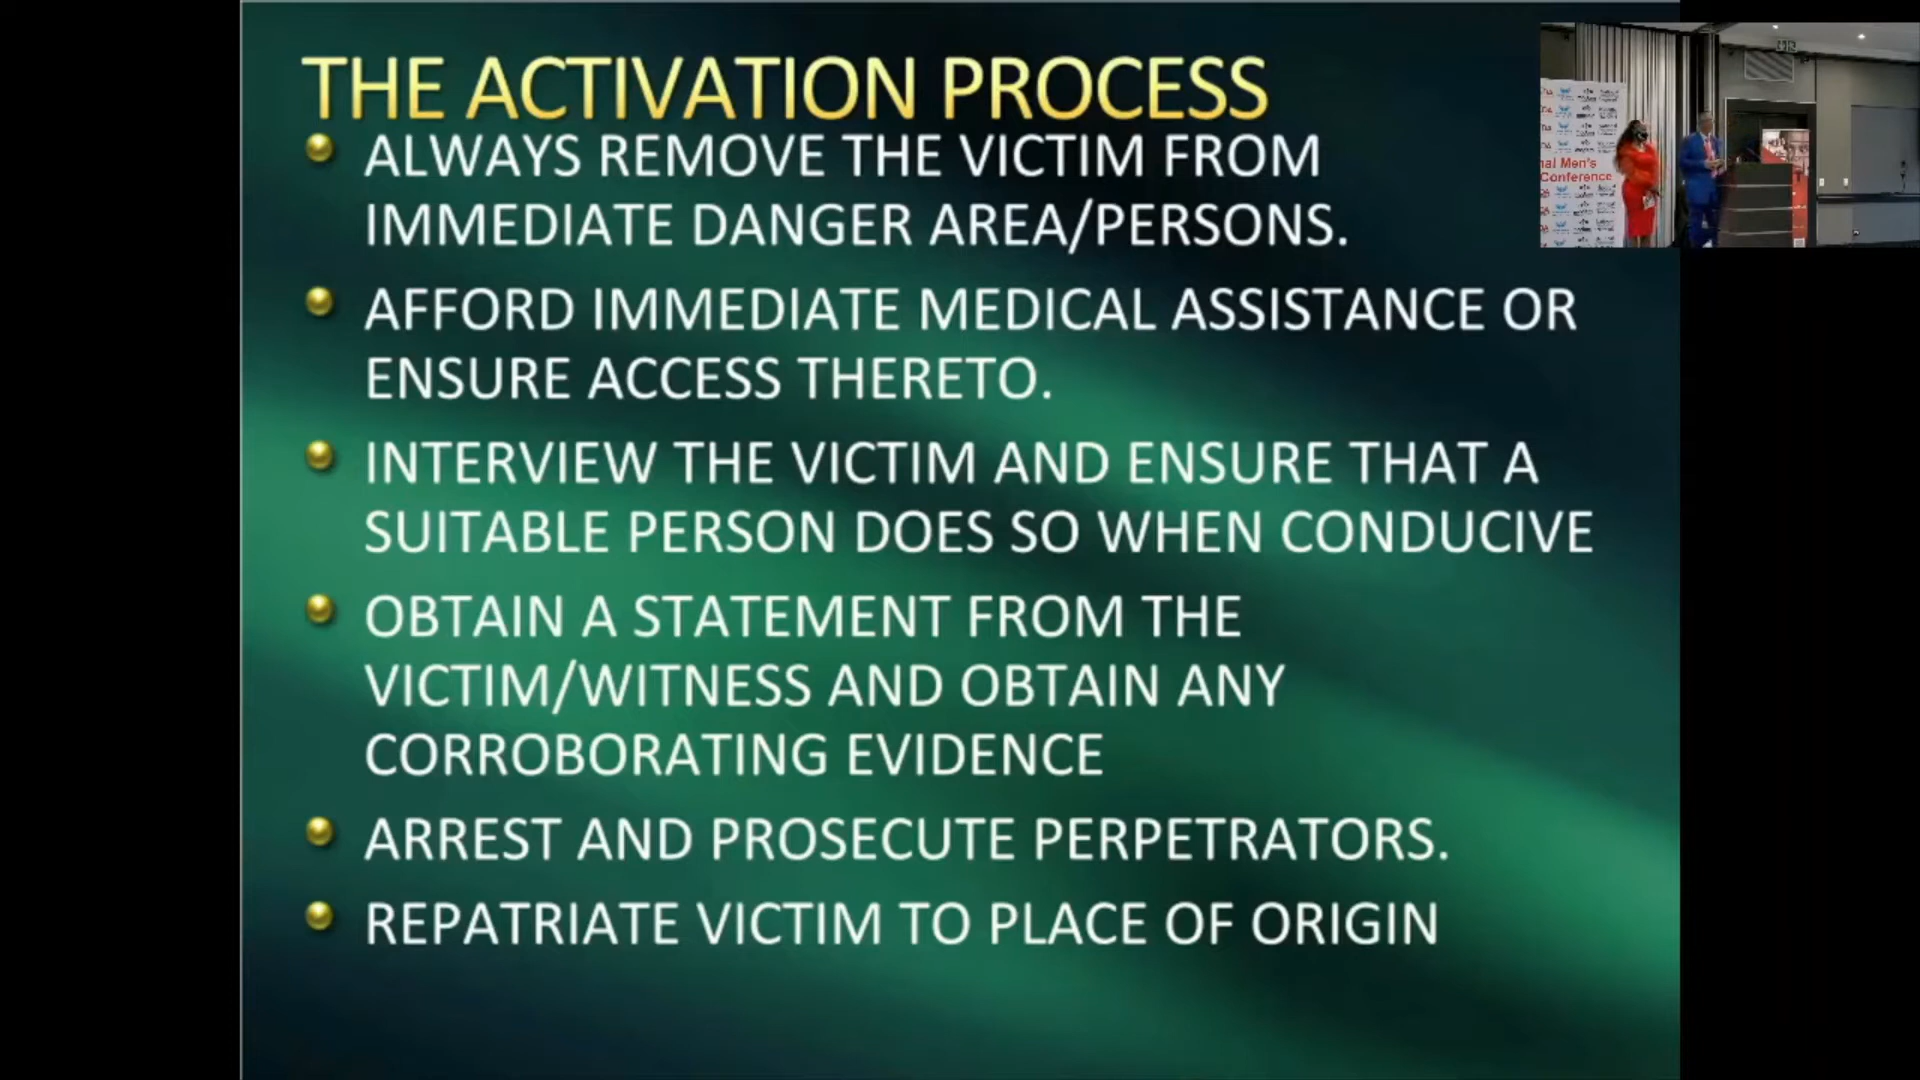 THE ACTIVATION PROCESS
ALWAYS REMOVE THE VICTIM FROM
IMMEDIATE DANGER AREA/PERSONS.
AFFORD IMMEDIATE MEDICAL ASSISTANCE OR
ENSURE ACCESS THERETO.
INTERVIEW THE VICTIM AND ENSURE THAT A
SUITABLE PERSON DOES SO WHEN CONDUCIVE
OBTAIN A STATEMENT FROM THE
VICTIM/WITNESS AND OBTAIN ANY
CORROBORATING EVIDENCE
ARREST AND PROSECUTE PERPETRATORS.
REPATRIATE VICTIM TO PLACE OF ORIGIN
nal Men's
Conference